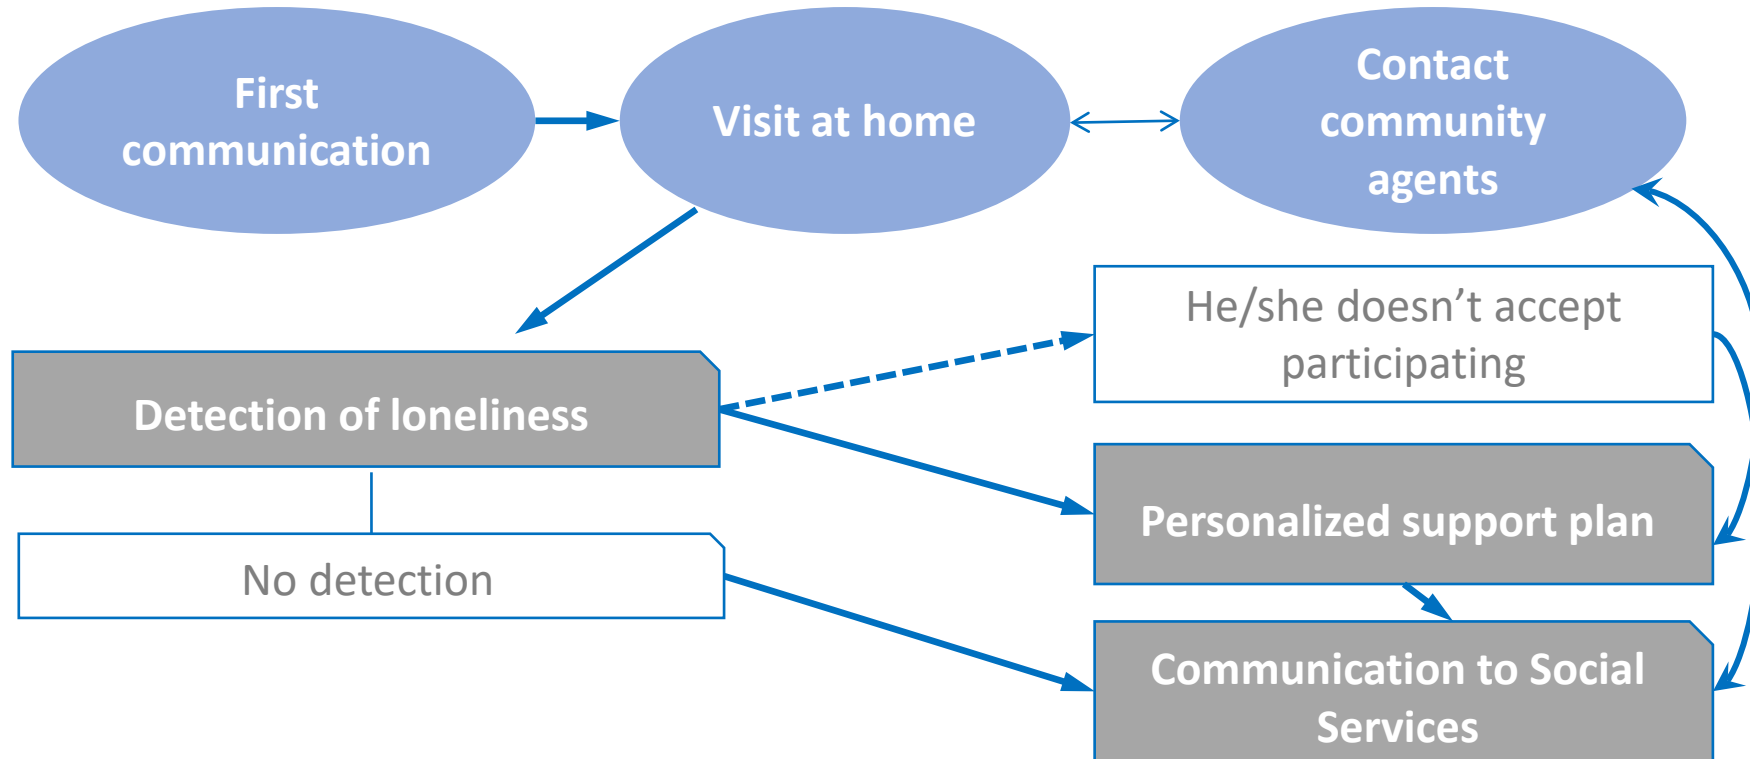 First
communication
Visit at home
Contact
community
agents
He/she doesn’t accept
participating
Detection of loneliness
Personalized support plan
No detection
Communication to Social
Services